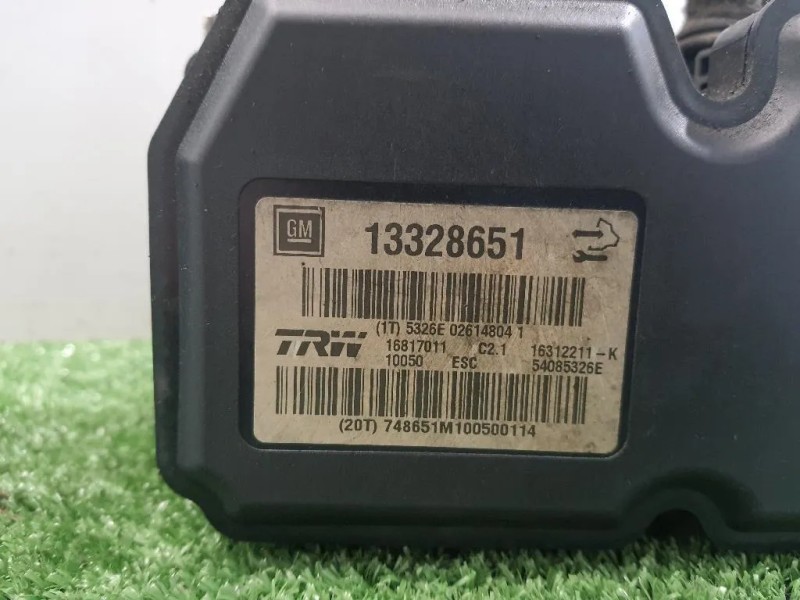 GM 13328651
(1T) 5326E 02614804 1
TRW 16817011 C2.1 16312211-K
10050 ESC 54085326E
(20T) 748651M100500114